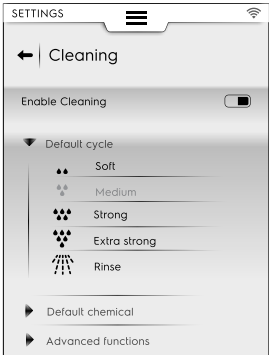 SETTINGS
Cleaning
Enable Cleaning
Default cycle
Soft
Medium
Strong
Extra strong
Rinse
Default chemical
Advanced functions